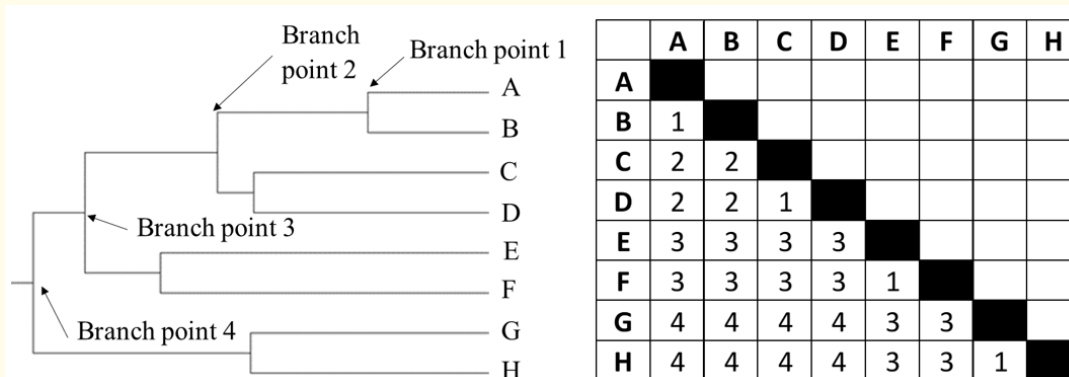 Branch
point 2
Branch point 1
A
B
C
D
Branch point 3
E
F
Branch point 4
G
H
A B C D E F G H
A
B 1
C 2 2
D 2 2 1
E 3 3 3 3
F 3 3 3 3 1
G 4 4 4 4 3 3
H 4 4 4 4 3 3 1